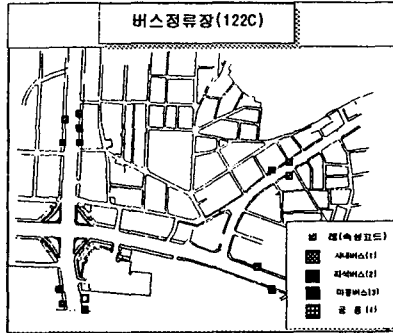 버스정류장(122C)
범 례(속성코드)
시내버스(1)
좌석버스(2)
마을버스(3)
공 용(4)